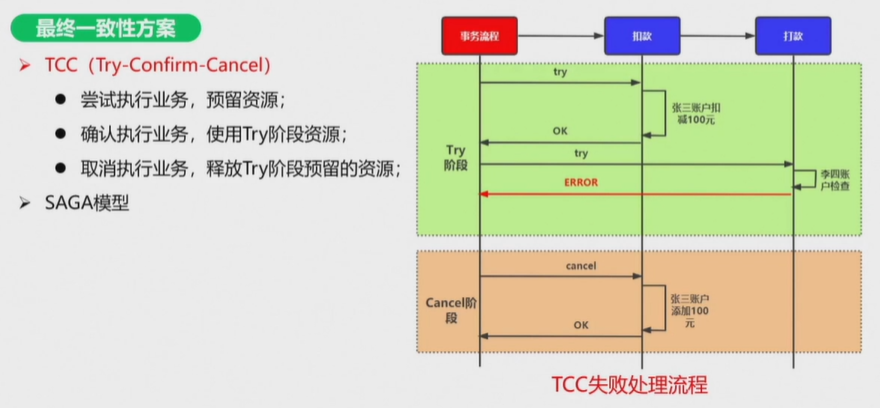 最终一致性方案
TCC（Try-Confirm-Cancel）
尝试执行业务，预留资源；
确认执行业务，使用Try阶段资源；
取消执行业务，释放Try阶段预留的资源；
SAGA模型
事务流程
扣款
打款
try
张三账户扣
减100元
OK
Try
阶段
try
李四账
户检查
ERROR
cancel
Cancel阶
段
张三账户
添加100
元
OK
TCC失败处理流程